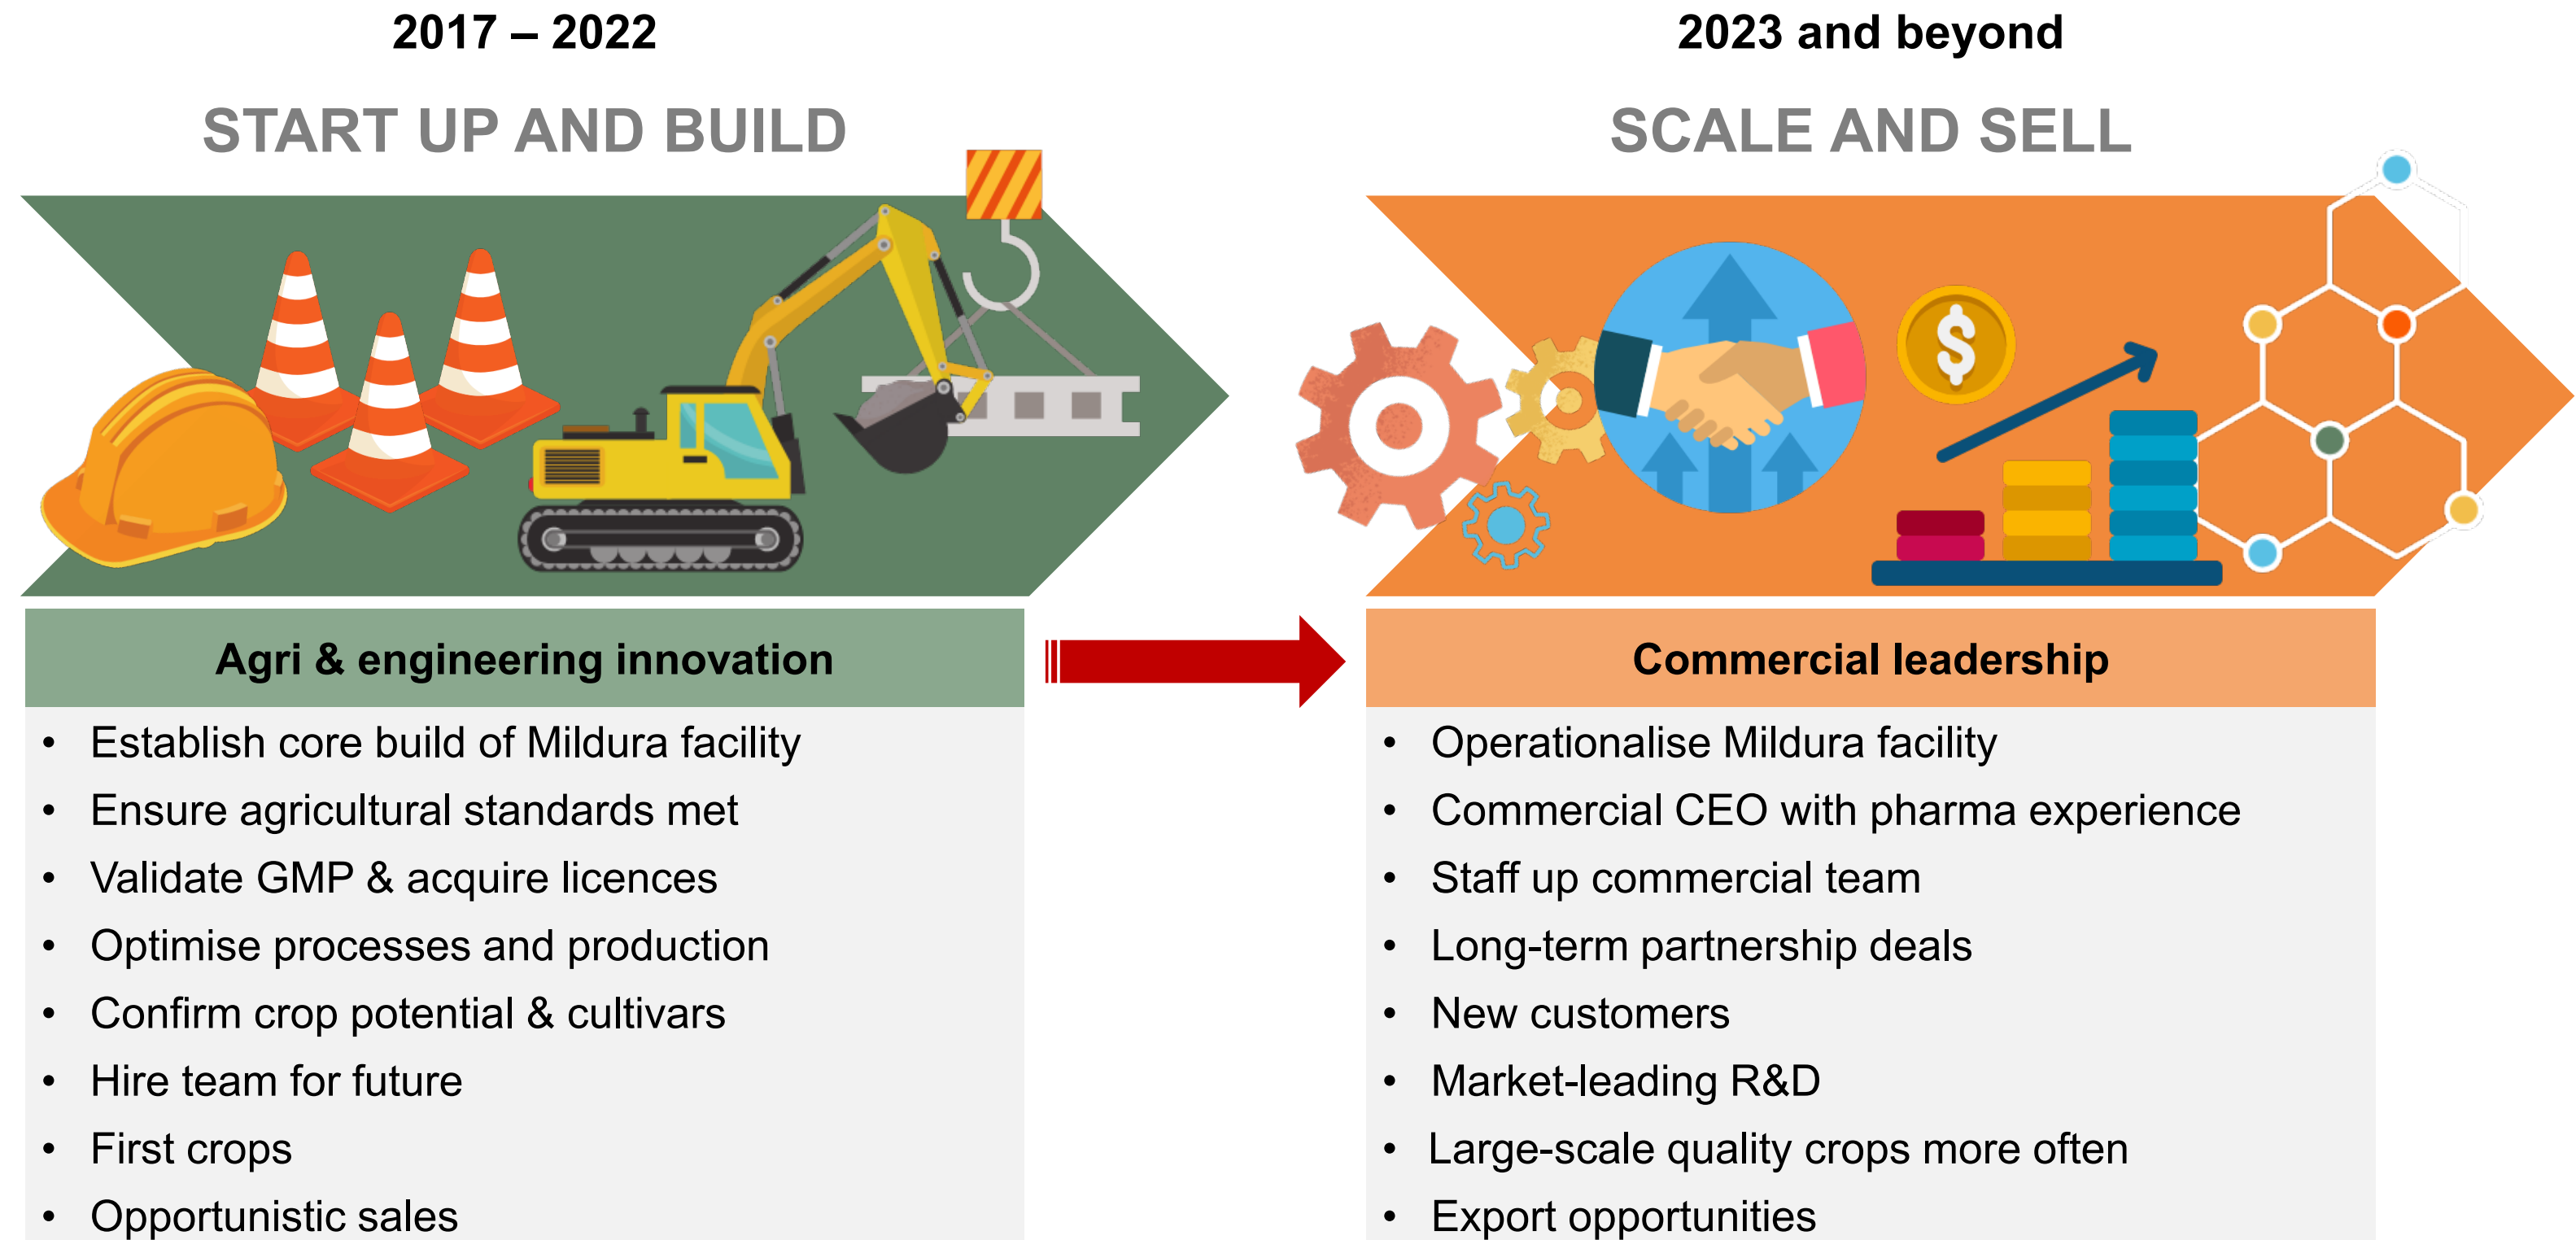 2017 – 2022
START UP AND BUILD
Agri & engineering innovation
• Establish core build of Mildura facility
• Ensure agricultural standards met
• Validate GMP & acquire licences
• Optimise processes and production
• Confirm crop potential & cultivars
• Hire team for future
• First crops
• Opportunistic sales
2023 and beyond
SCALE AND SELL
$
Commercial leadership
• Operationalise Mildura facility
• Commercial CEO with pharma experience
• Staff up commercial team
• Long-term partnership deals
• New customers
• Market-leading R&D
• Large-scale quality crops more often
• Export opportunities